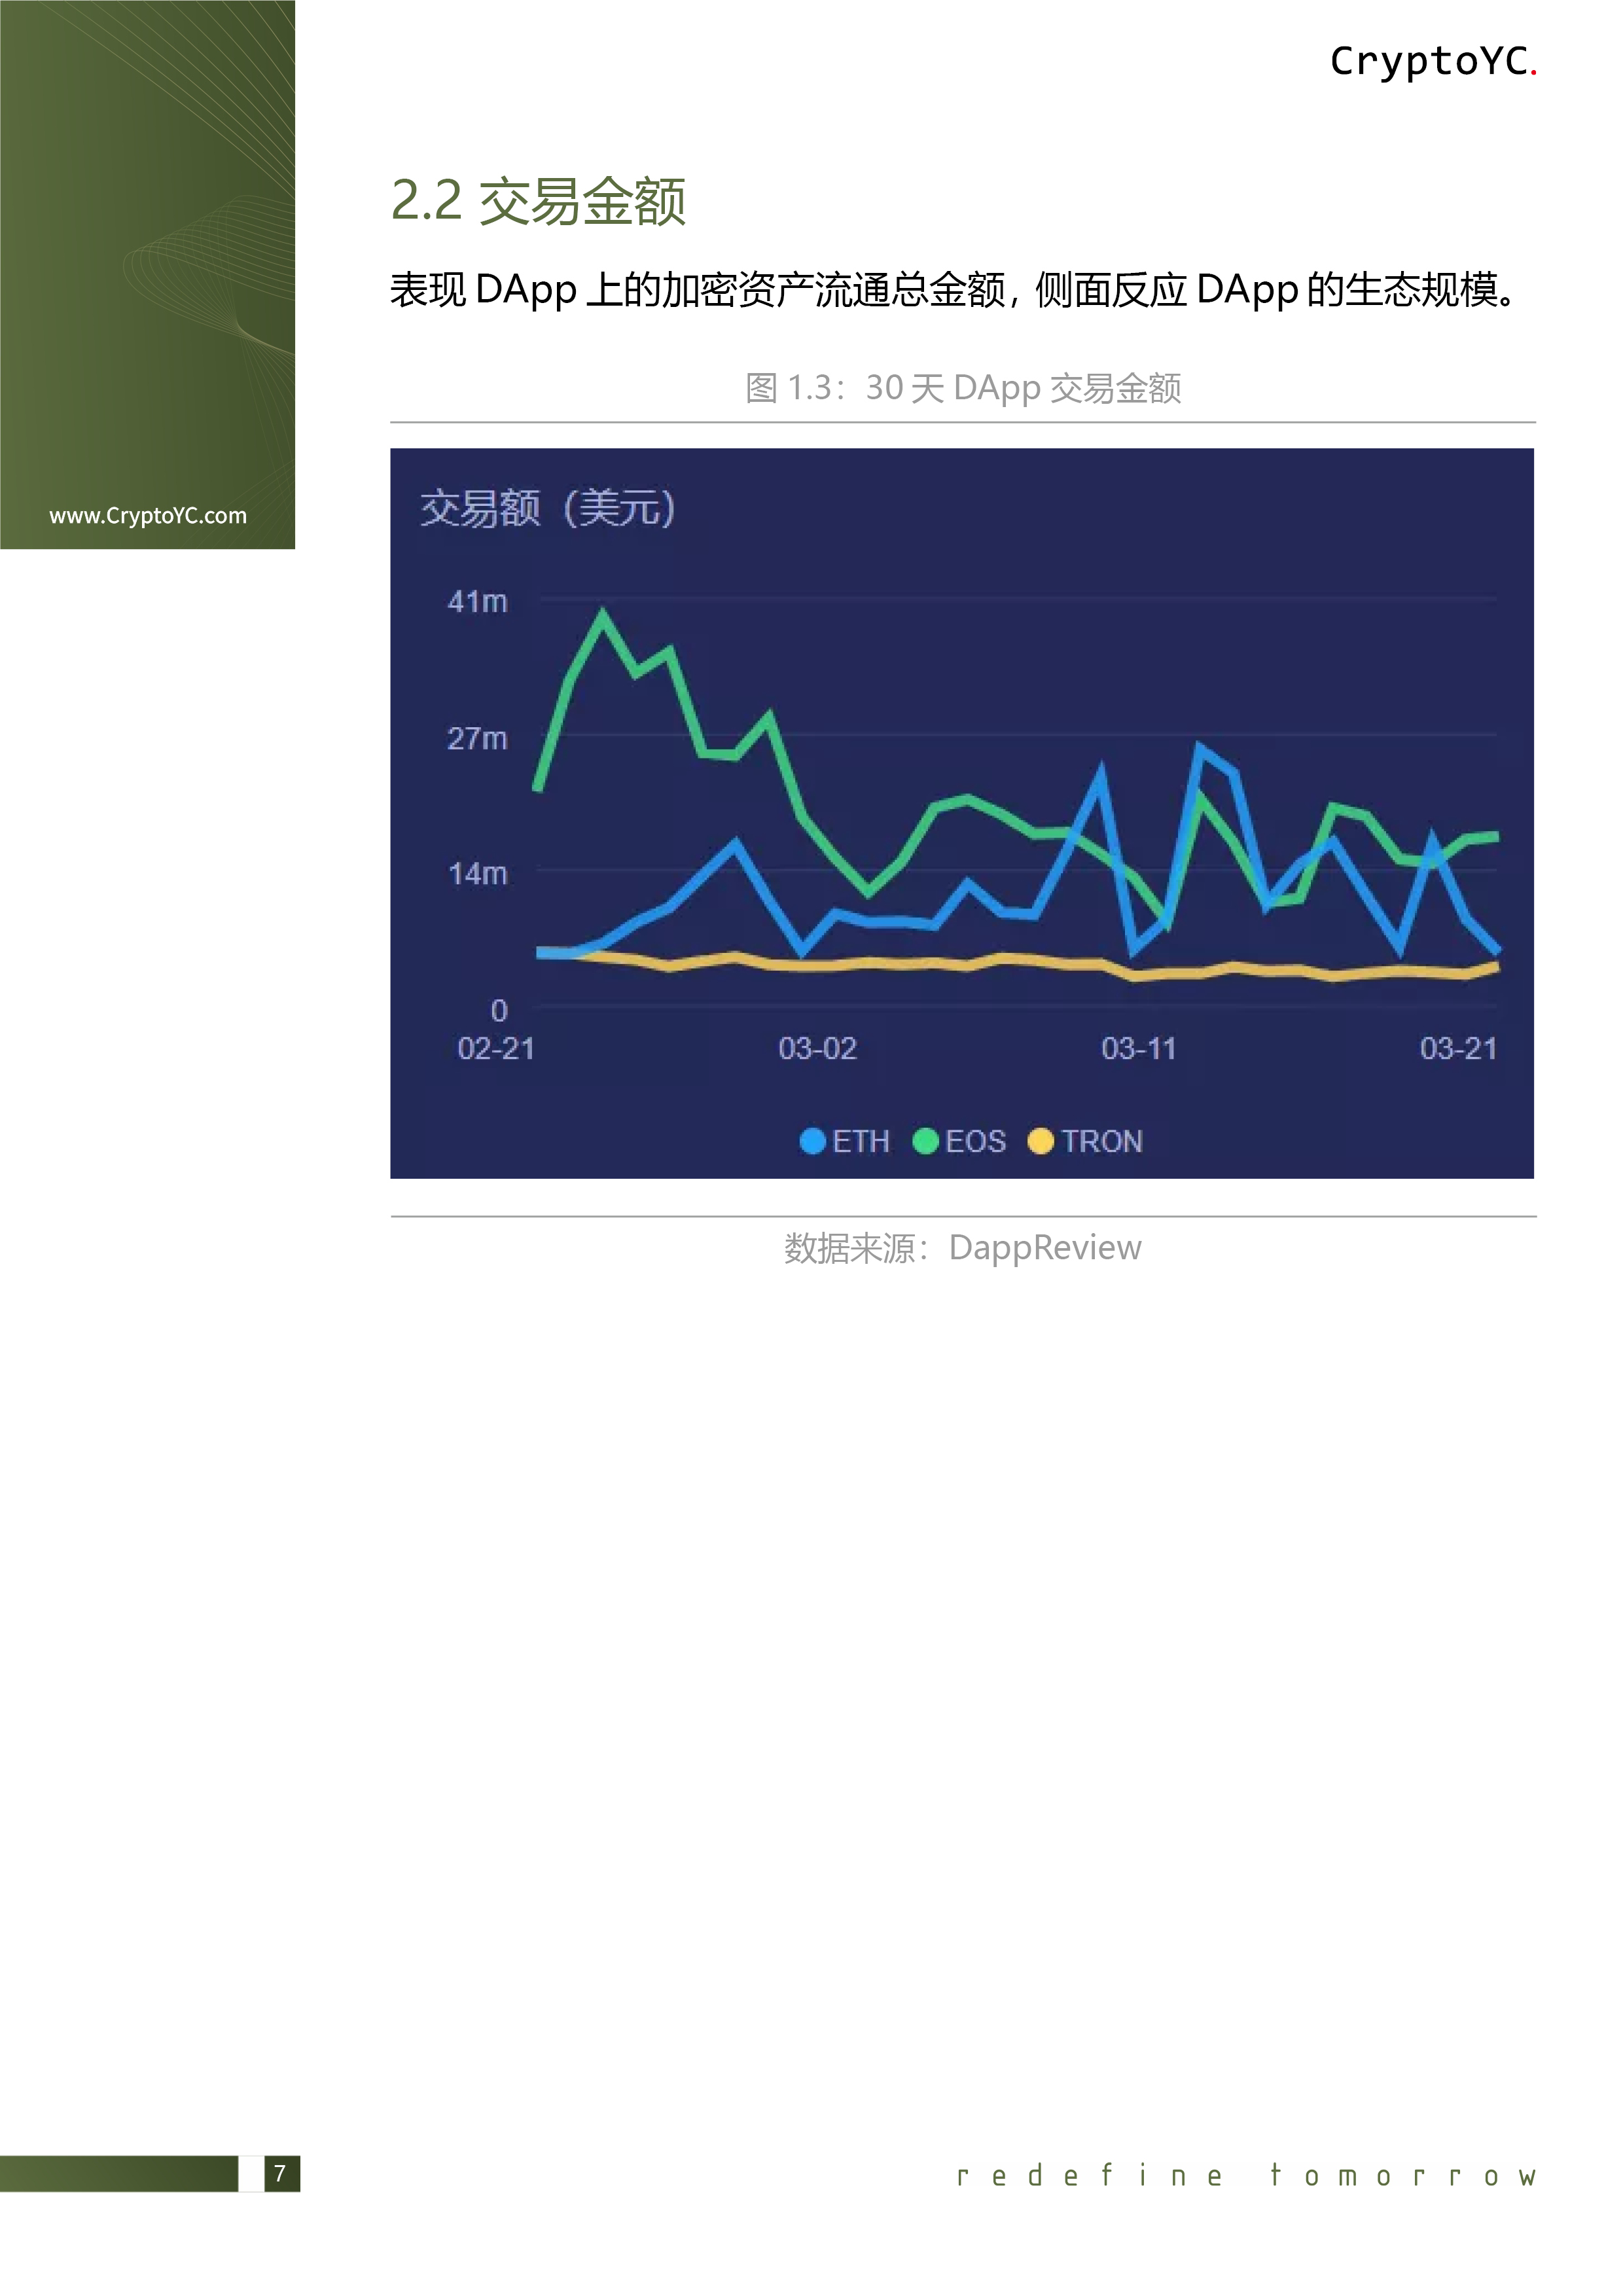 CryptoYC.
www.CryptoYC.com
2.2 交易金额
表现 DApp 上的加密资产流通总金额，侧面反应 DApp 的生态规模。
图 1.3：30 天 DApp 交易金额
交易额（美元）
41m
27m
14m
0
02-21 03-02 03-11 03-21
ETH EOS TRON
数据来源：DappReview
7
redefine tomorrow